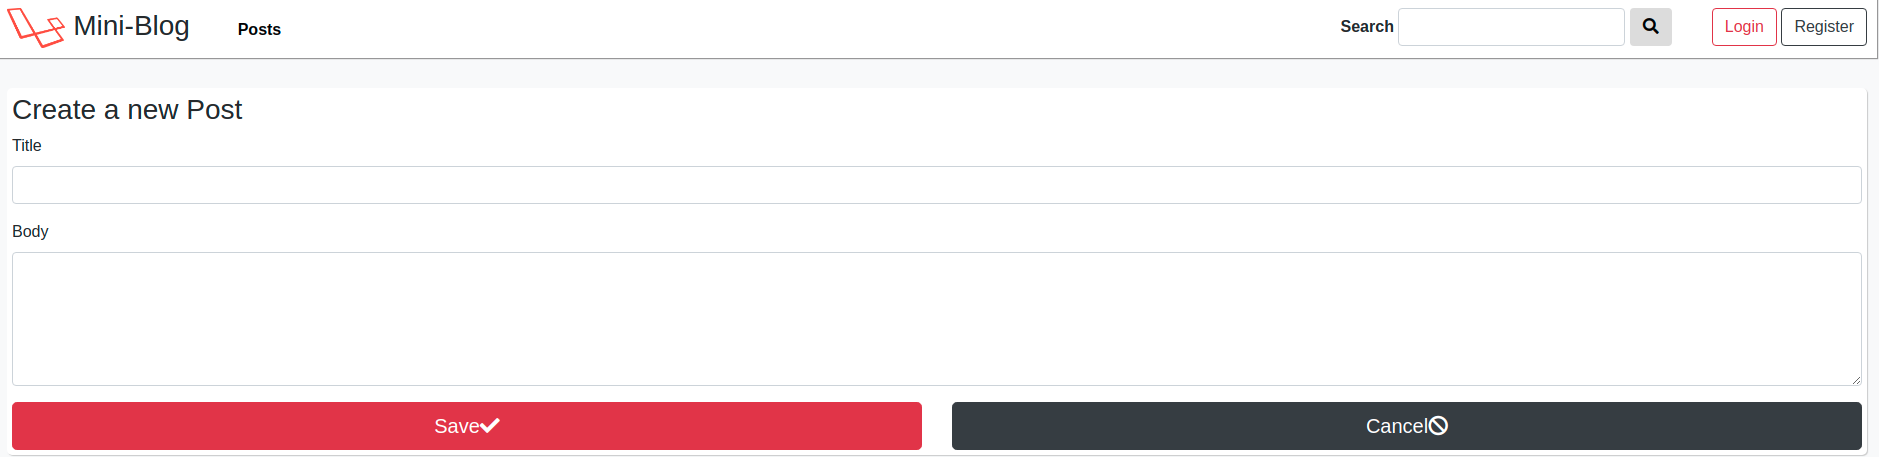 Mini-Blog Posts Search Login Register
Create a new Post
Title
Body
Save Cancel